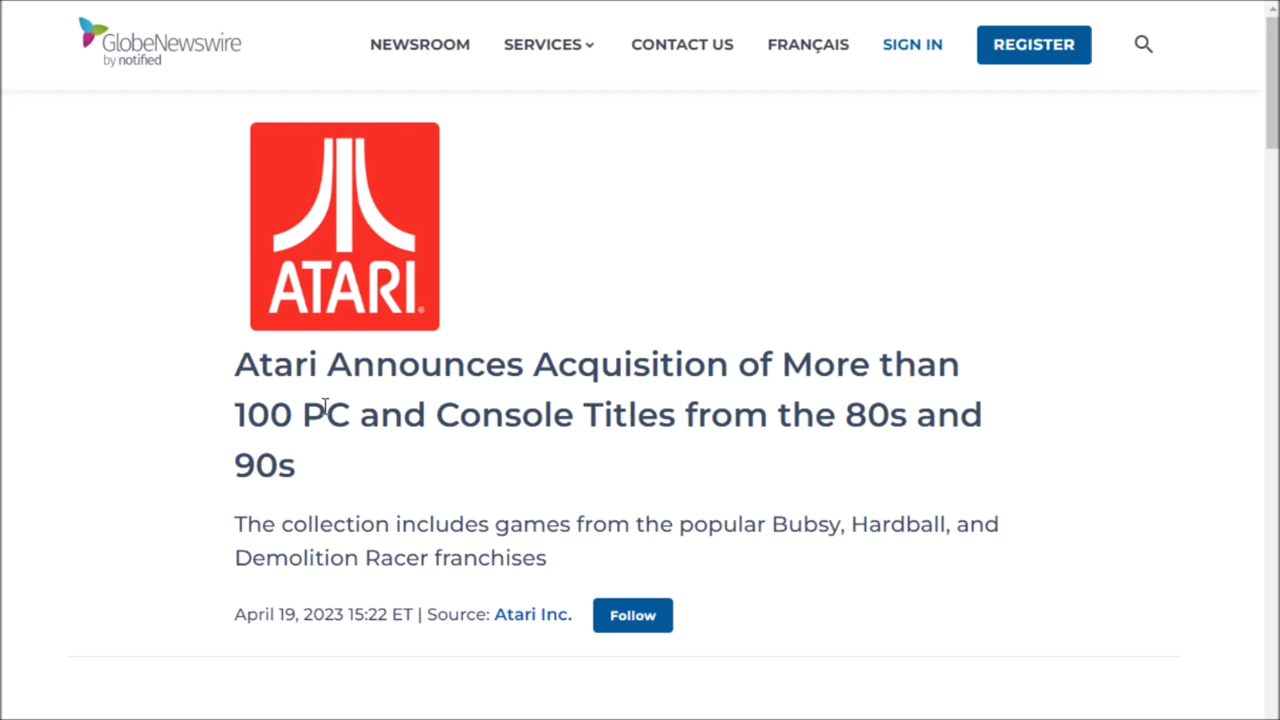 GlobeNewswire
by notified
NEWSROOM SERVICES CONTACT US FRANÇAIS SIGN IN REGISTER
ATARI®
Atari Announces Acquisition of More than
100 PC and Console Titles from the 80s and
90s
The collection includes games from the popular Bubsy, Hardball, and
Demolition Racer franchises
April 19, 2023 15:22 ET | Source: Atari Inc. Follow